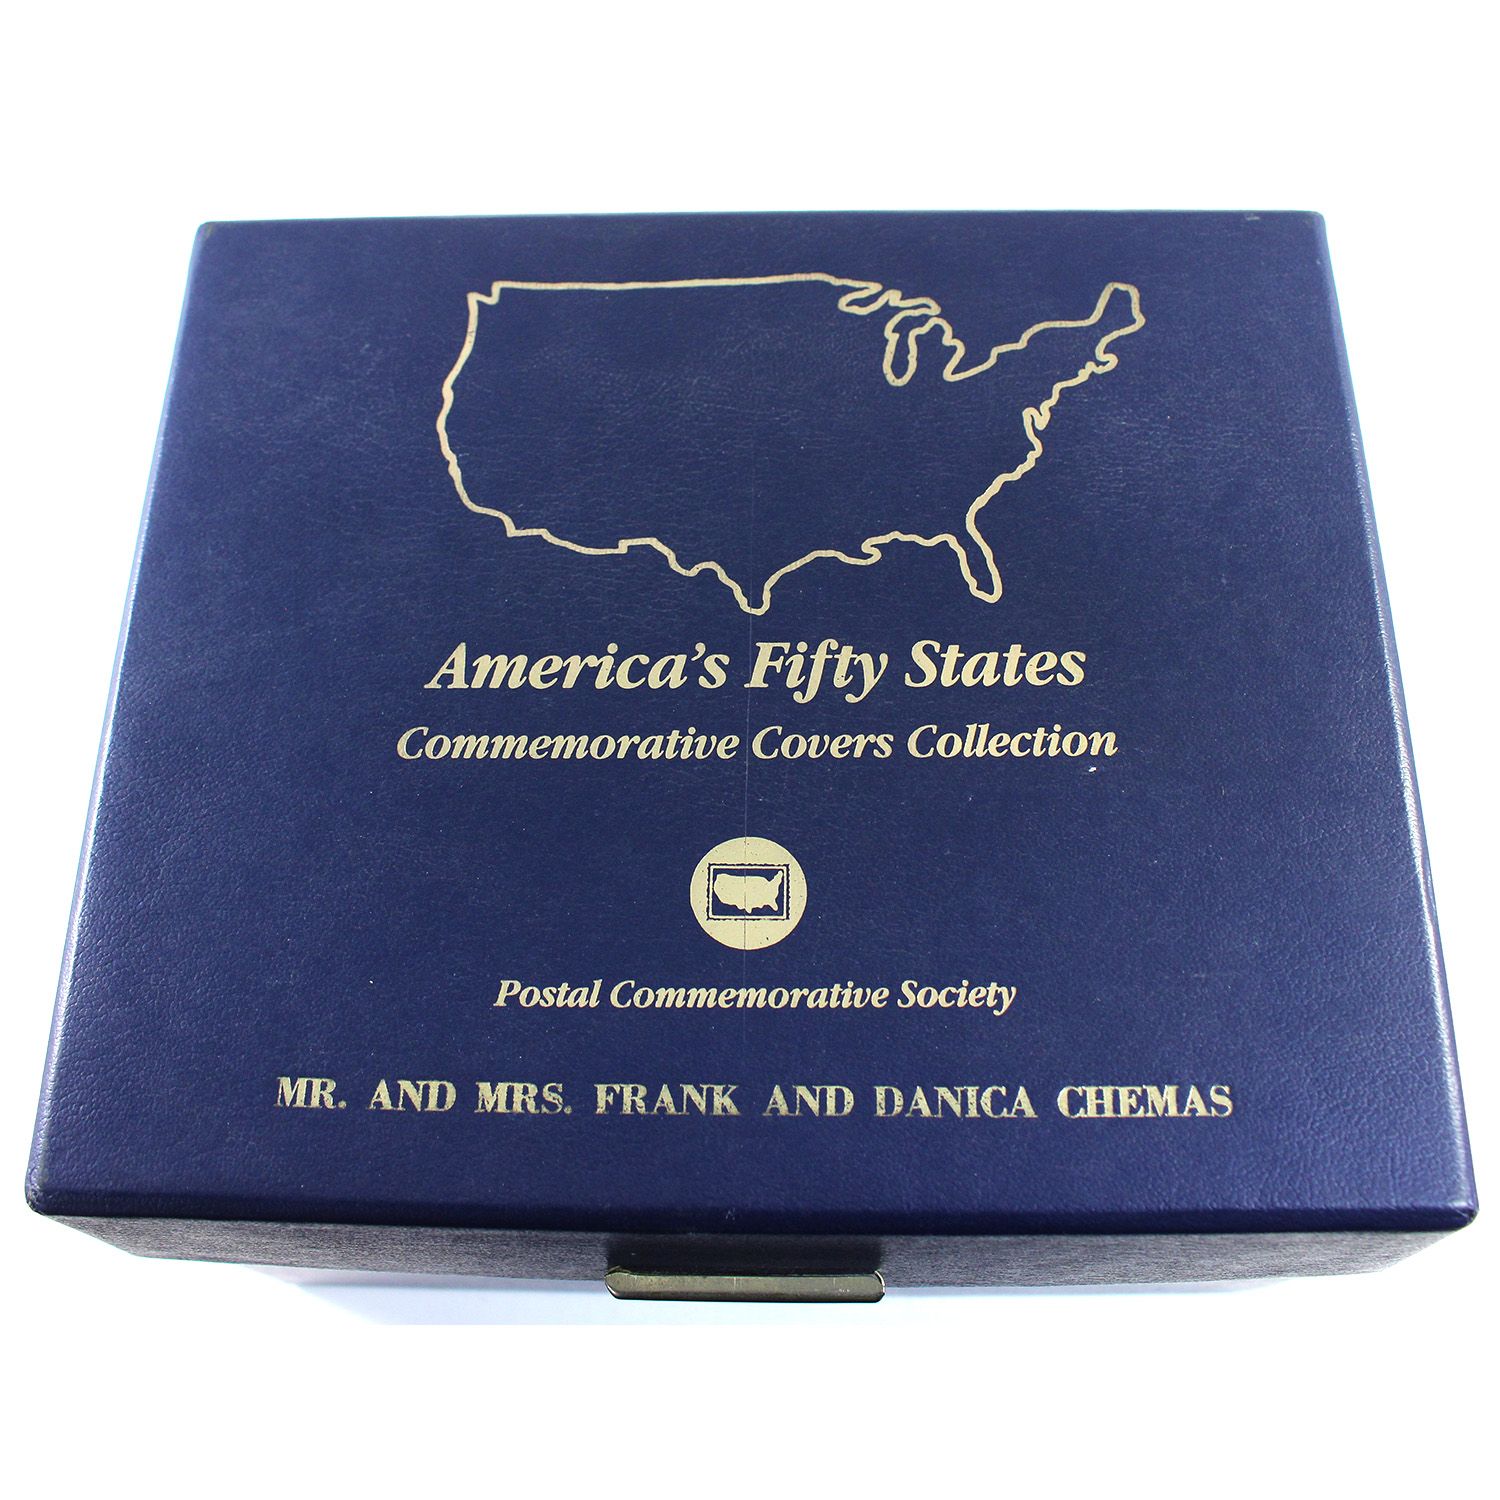 America's Fifty States
Commemorative Covers Collection
Postal Commemorative Society
MR. AND MRS. FRANK AND DANICA CHEMAS